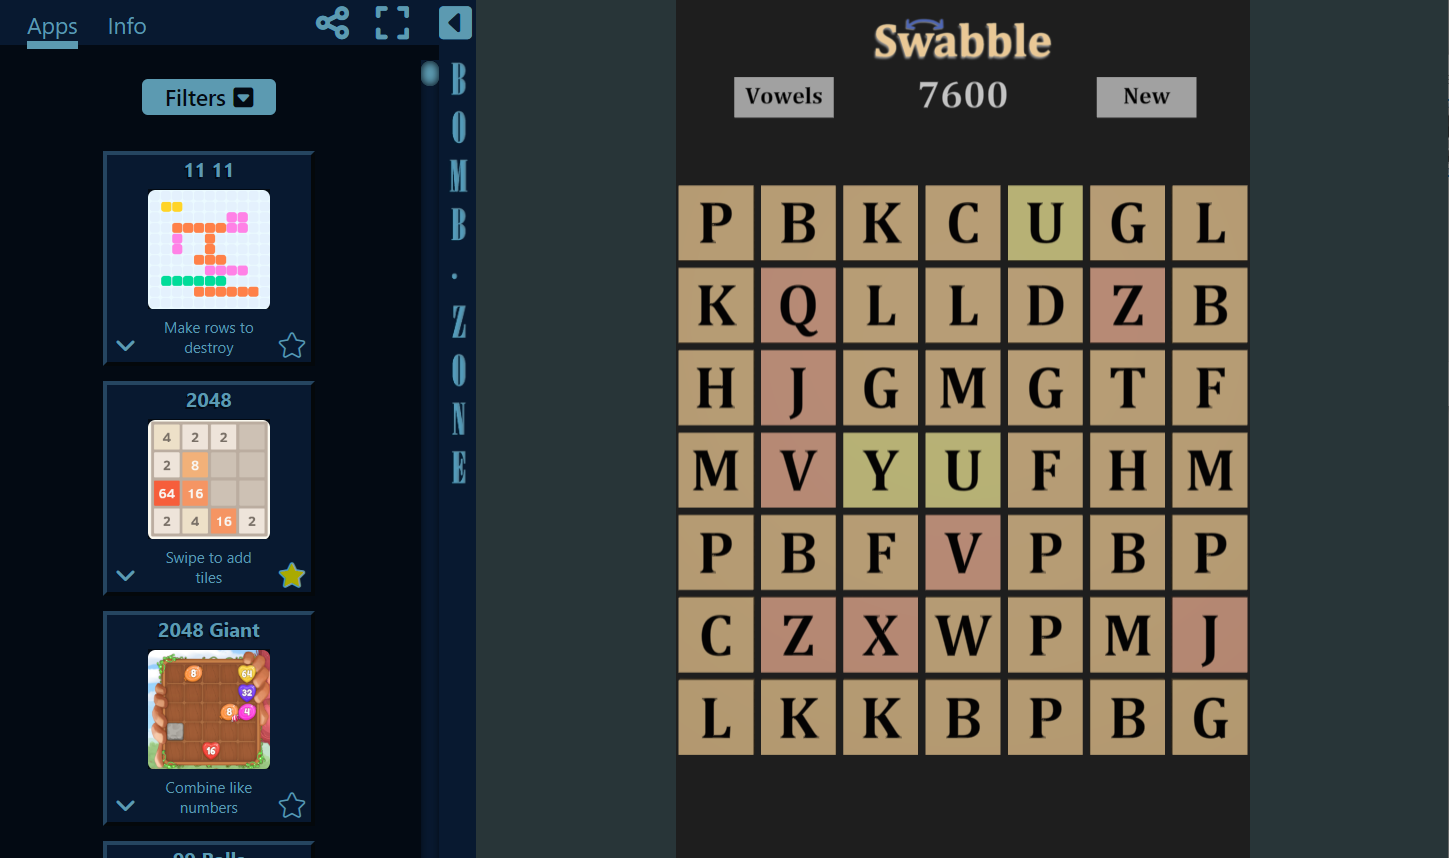 Apps Info
Filters
11 11
Make rows to
destroy
2048
4 2 2
2 8
64 16
2 4 16 2
Swipe to add
tiles
2048 Giant
8 64
32
8 4
16
Combine like
numbers
BOMB.ZONE
Swabble
Vowels 7600 New
P B K C U G L
K Q L L D Z B
H J G M G T F
M V Y U F H M
P B F V P B P
C Z X W P M J
L K K B P B G